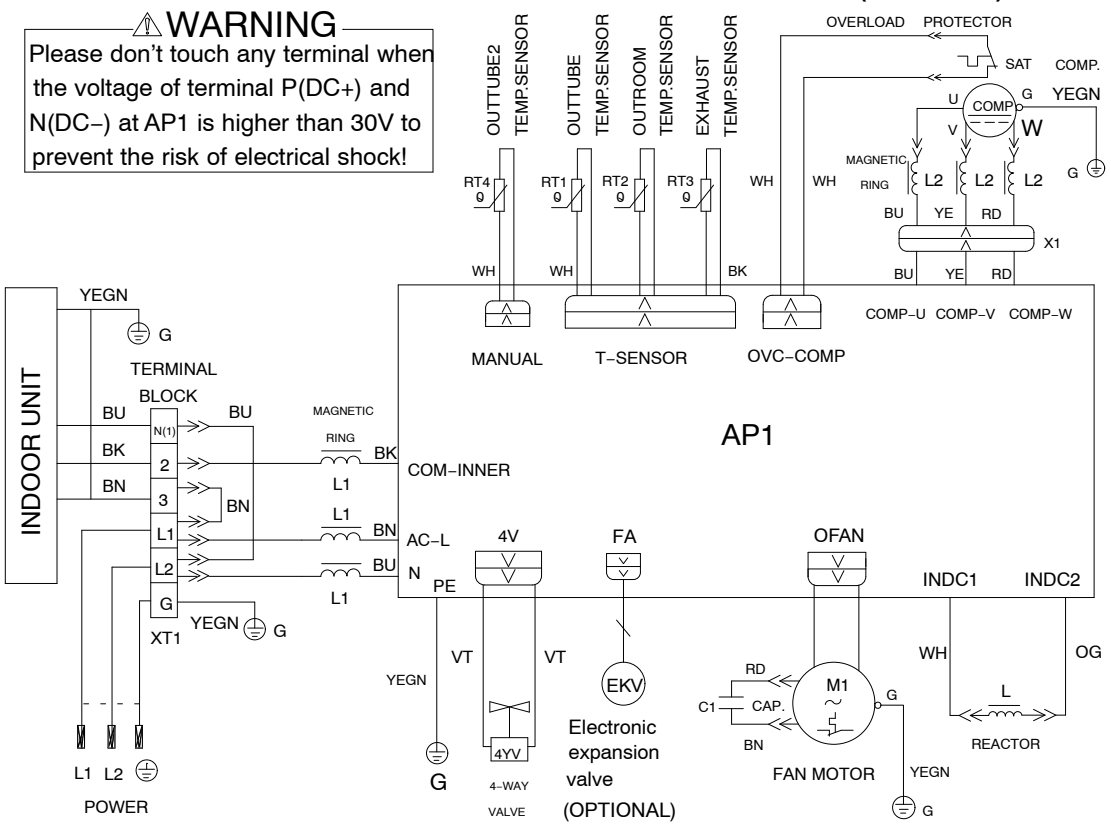 WARNING
Please don't touch any terminal when
the voltage of terminal P(DC+) and
N(DC−) at AP1 is higher than 30V to
prevent the risk of electrical shock!
OUTTUBE2
TEMP.SENSOR
OUTTUBE
TEMP.SENSOR
OUTROOM
TEMP.SENSOR
EXHAUST
TEMP.SENSOR
OVERLOAD PROTECTOR
SAT
COMP.
U
COMP
G
YEGN
V
W
G
MAGNETIC
RING
L2
L2
L2
BU
YE
RD
X1
BU
YE
RD
RT4
RT1
RT2
RT3
θ
θ
θ
θ
WH
WH
WH
WH
BK
COMP−U
COMP−V
COMP−W
MANUAL
T−SENSOR
OVC−COMP
AP1
INDOOR UNIT
YEGN
G
TERMINAL
BLOCK
BU
N(1)
BU
BK
2
BN
3
BN
L1
L2
G
XT1
YEGN
G
MAGNETIC
RING
BK
L1
COM−INNER
L1
BN
AC−L
BU
N
L1
PE
4V
FA
OFAN
INDC1
INDC2
YEGN
G
VT
VT
4YV
4−WAY
VALVE
EKV
Electronic
expansion
valve
(OPTIONAL)
RD
C1
CAP.
BN
M1
~
G
FAN MOTOR
YEGN
G
WH
OG
L
REACTOR
L1
L2
POWER